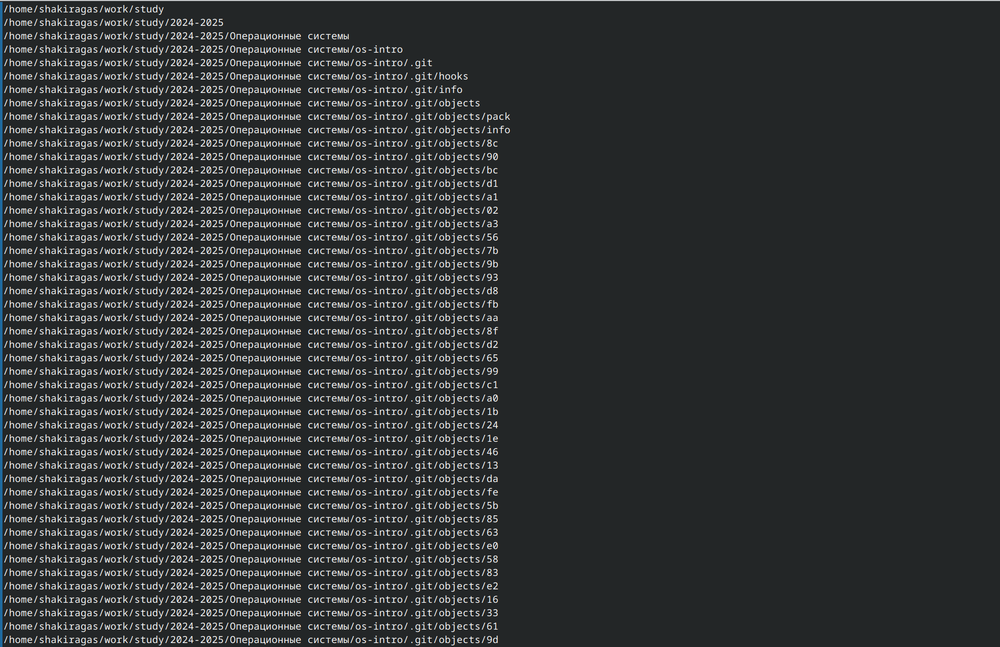 /home/shakiragas/work/study
/home/shakiragas/work/study/2024-2025
/home/shakiragas/work/study/2024-2025/Операционные системы
/home/shakiragas/work/study/2024-2025/Операционные системы/os-intro
/home/shakiragas/work/study/2024-2025/Операционные системы/os-intro/.git
/home/shakiragas/work/study/2024-2025/Операционные системы/os-intro/.git/hooks
/home/shakiragas/work/study/2024-2025/Операционные системы/os-intro/.git/info
/home/shakiragas/work/study/2024-2025/Операционные системы/os-intro/.git/objects
/home/shakiragas/work/study/2024-2025/Операционные системы/os-intro/.git/objects/pack
/home/shakiragas/work/study/2024-2025/Операционные системы/os-intro/.git/objects/info
/home/shakiragas/work/study/2024-2025/Операционные системы/os-intro/.git/objects/8c
/home/shakiragas/work/study/2024-2025/Операционные системы/os-intro/.git/objects/90
/home/shakiragas/work/study/2024-2025/Операционные системы/os-intro/.git/objects/bc
/home/shakiragas/work/study/2024-2025/Операционные системы/os-intro/.git/objects/d1
/home/shakiragas/work/study/2024-2025/Операционные системы/os-intro/.git/objects/a1
/home/shakiragas/work/study/2024-2025/Операционные системы/os-intro/.git/objects/02
/home/shakiragas/work/study/2024-2025/Операционные системы/os-intro/.git/objects/a3
/home/shakiragas/work/study/2024-2025/Операционные системы/os-intro/.git/objects/56
/home/shakiragas/work/study/2024-2025/Операционные системы/os-intro/.git/objects/7b
/home/shakiragas/work/study/2024-2025/Операционные системы/os-intro/.git/objects/9b
/home/shakiragas/work/study/2024-2025/Операционные системы/os-intro/.git/objects/93
/home/shakiragas/work/study/2024-2025/Операционные системы/os-intro/.git/objects/d8
/home/shakiragas/work/study/2024-2025/Операционные системы/os-intro/.git/objects/fb
/home/shakiragas/work/study/2024-2025/Операционные системы/os-intro/.git/objects/aa
/home/shakiragas/work/study/2024-2025/Операционные системы/os-intro/.git/objects/8f
/home/shakiragas/work/study/2024-2025/Операционные системы/os-intro/.git/objects/d2
/home/shakiragas/work/study/2024-2025/Операционные системы/os-intro/.git/objects/65
/home/shakiragas/work/study/2024-2025/Операционные системы/os-intro/.git/objects/99
/home/shakiragas/work/study/2024-2025/Операционные системы/os-intro/.git/objects/c1
/home/shakiragas/work/study/2024-2025/Операционные системы/os-intro/.git/objects/a0
/home/shakiragas/work/study/2024-2025/Операционные системы/os-intro/.git/objects/1b
/home/shakiragas/work/study/2024-2025/Операционные системы/os-intro/.git/objects/24
/home/shakiragas/work/study/2024-2025/Операционные системы/os-intro/.git/objects/1e
/home/shakiragas/work/study/2024-2025/Операционные системы/os-intro/.git/objects/46
/home/shakiragas/work/study/2024-2025/Операционные системы/os-intro/.git/objects/13
/home/shakiragas/work/study/2024-2025/Операционные системы/os-intro/.git/objects/da
/home/shakiragas/work/study/2024-2025/Операционные системы/os-intro/.git/objects/fe
/home/shakiragas/work/study/2024-2025/Операционные системы/os-intro/.git/objects/5b
/home/shakiragas/work/study/2024-2025/Операционные системы/os-intro/.git/objects/85
/home/shakiragas/work/study/2024-2025/Операционные системы/os-intro/.git/objects/63
/home/shakiragas/work/study/2024-2025/Операционные системы/os-intro/.git/objects/e0
/home/shakiragas/work/study/2024-2025/Операционные системы/os-intro/.git/objects/58
/home/shakiragas/work/study/2024-2025/Операционные системы/os-intro/.git/objects/83
/home/shakiragas/work/study/2024-2025/Операционные системы/os-intro/.git/objects/e2
/home/shakiragas/work/study/2024-2025/Операционные системы/os-intro/.git/objects/16
/home/shakiragas/work/study/2024-2025/Операционные системы/os-intro/.git/objects/33
/home/shakiragas/work/study/2024-2025/Операционные системы/os-intro/.git/objects/61
/home/shakiragas/work/study/2024-2025/Операционные системы/os-intro/.git/objects/9d